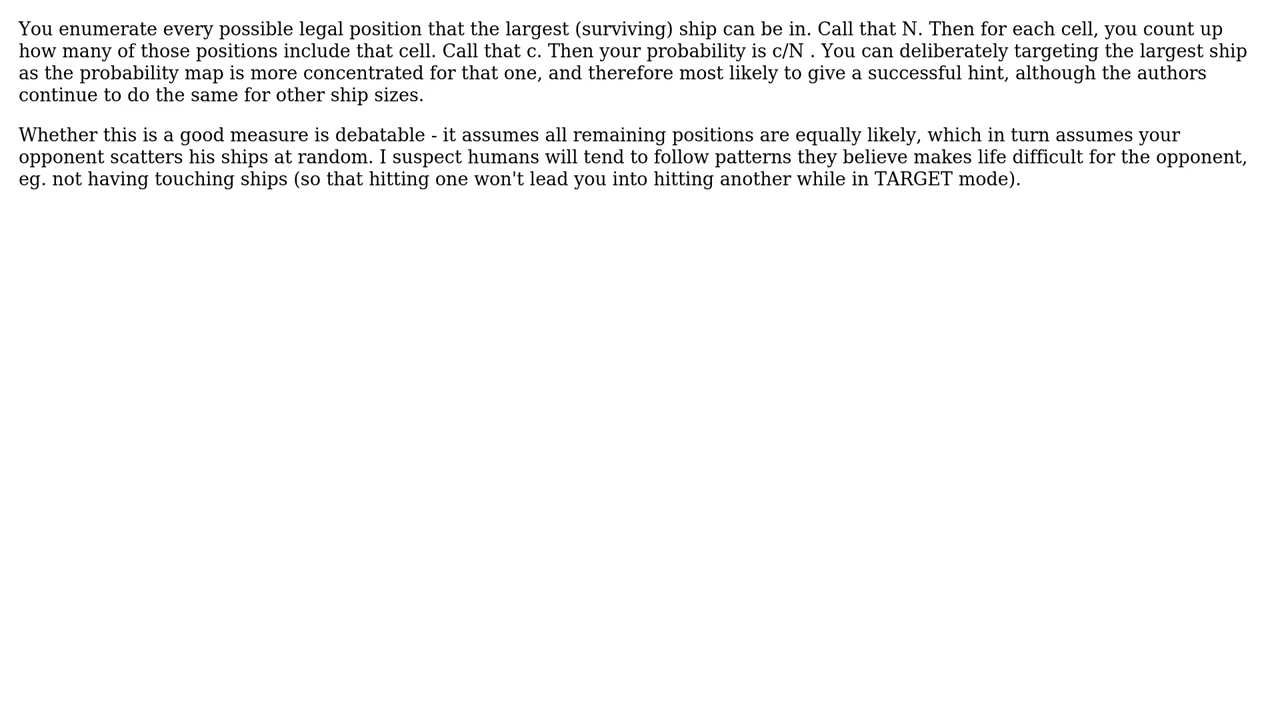 You enumerate every possible legal position that the largest (surviving) ship can be in. Call that N. Then for each cell, you count up
how many of those positions include that cell. Call that c. Then your probability is c/N . You can deliberately targeting the largest ship
as the probability map is more concentrated for that one, and therefore most likely to give a successful hint, although the authors
continue to do the same for other ship sizes.
Whether this is a good measure is debatable - it assumes all remaining positions are equally likely, which in turn assumes your
opponent scatters his ships at random. I suspect humans will tend to follow patterns they believe makes life difficult for the opponent,
eg. not having touching ships (so that hitting one won't lead you into hitting another while in TARGET mode).